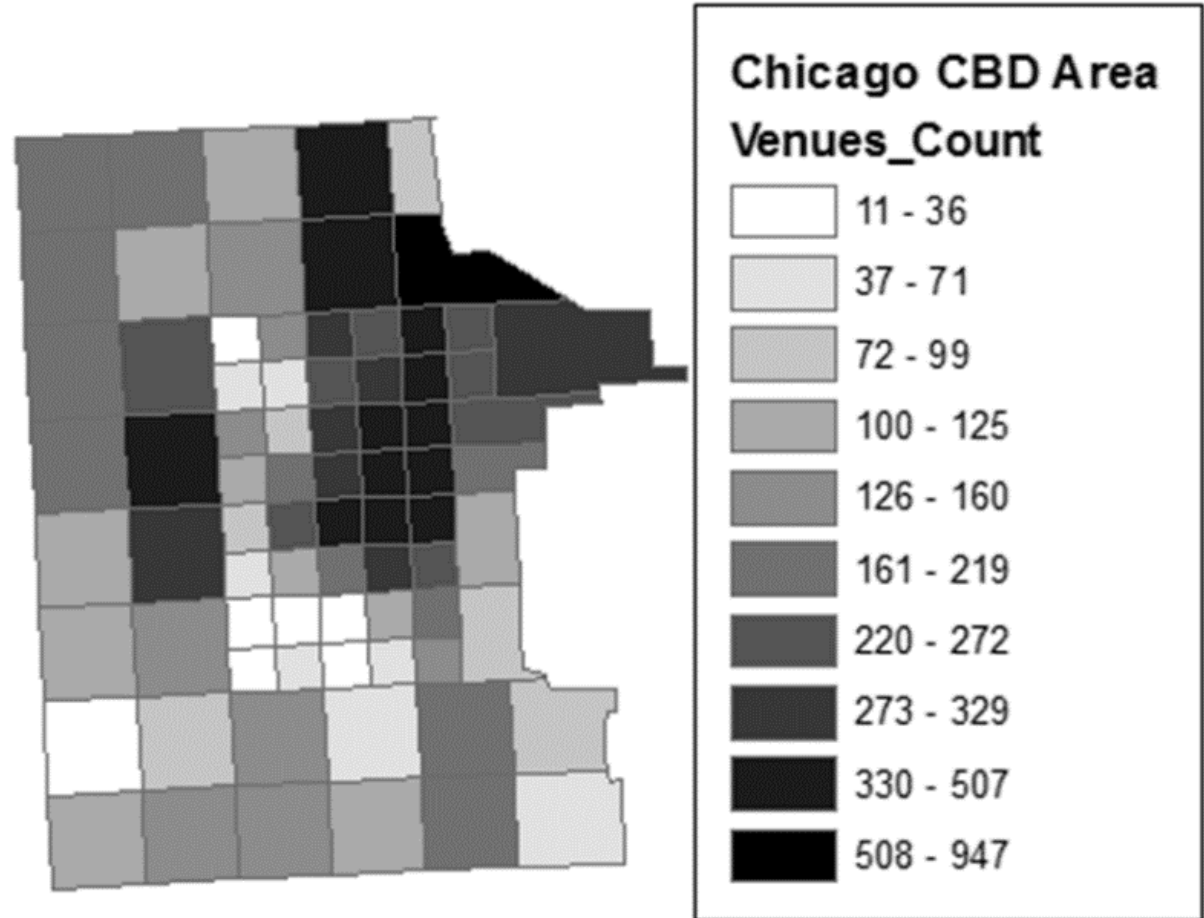 Chicago CBD Area
Venues_Count
11 - 36
37 - 71
72 - 99
100 - 125
126 - 160
161 - 219
220 - 272
273 - 329
330 - 507
508 - 947